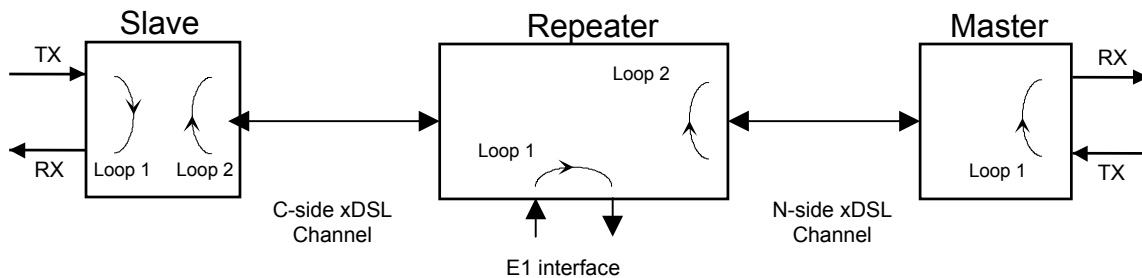 Slave
Repeater
Master
TX
RX
Loop 1
Loop 2
Loop 1
Loop 2
Loop 1
RX
TX
C-side xDSL
Channel
N-side xDSL
Channel
E1 interface